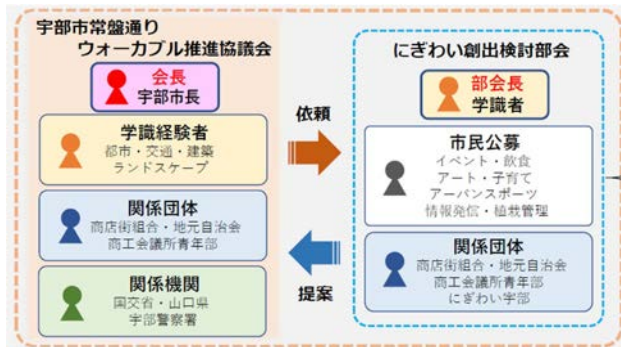 宇部市常盤通り
ウォーカブル推進協議会
会長
宇部市長
学識経験者
都市・交通・建築
ランドスケープ
関係団体
商店街組合・地元自治会
商工会議所青年部
関係機関
国交省・山口県
宇部警察署
依頼
提案
にぎわい創出検討部会
部会長
学識者
市民公募
イベント・飲食
アート・子育て
アーバンスポーツ
情報発信・植栽管理
関係団体
商店街組合・地元自治会
商工会議所青年部
にぎわい宇部